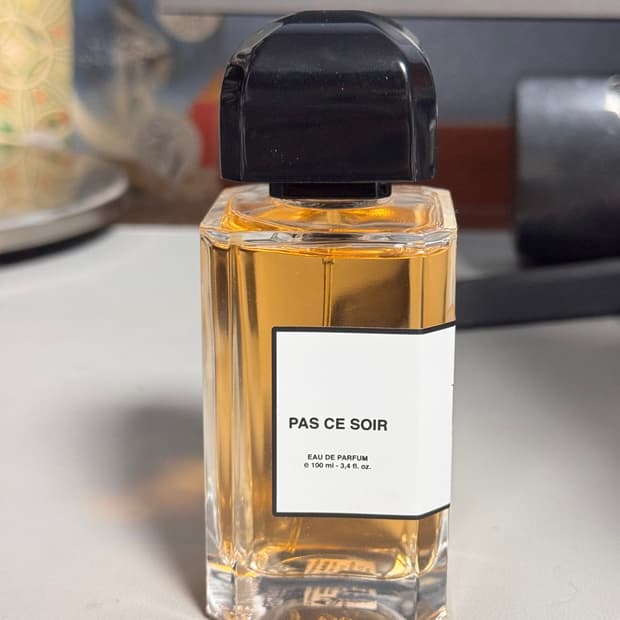 PAS CE SOIR
EAU DE PARFUM
℮ 100 ml - 3,4 fl. oz.